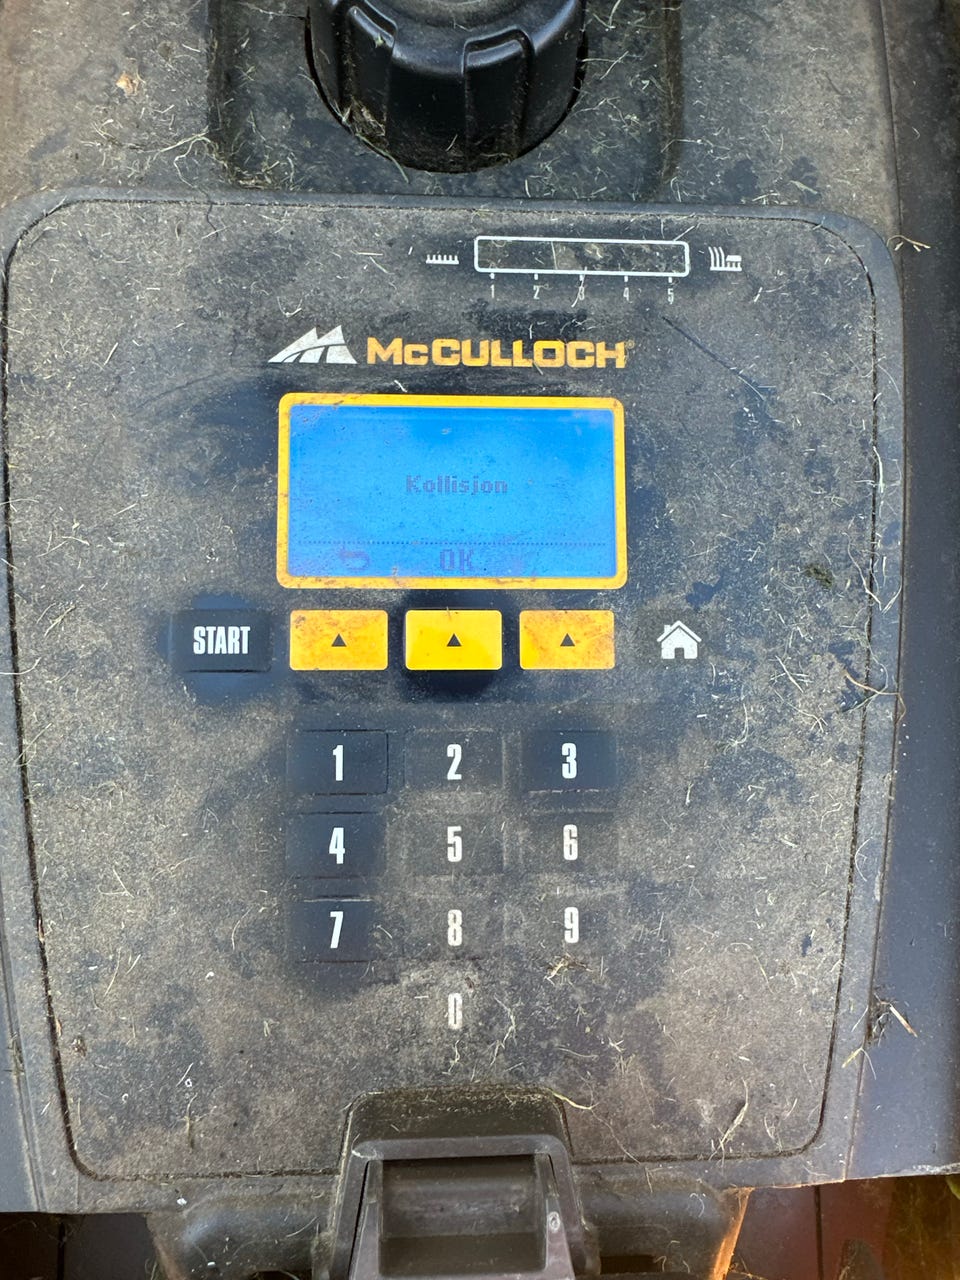 1 2 3 4 5
McCULLOCH®
Kollisjon
OK
START
1 2 3
4 5 6
7 8 9
0